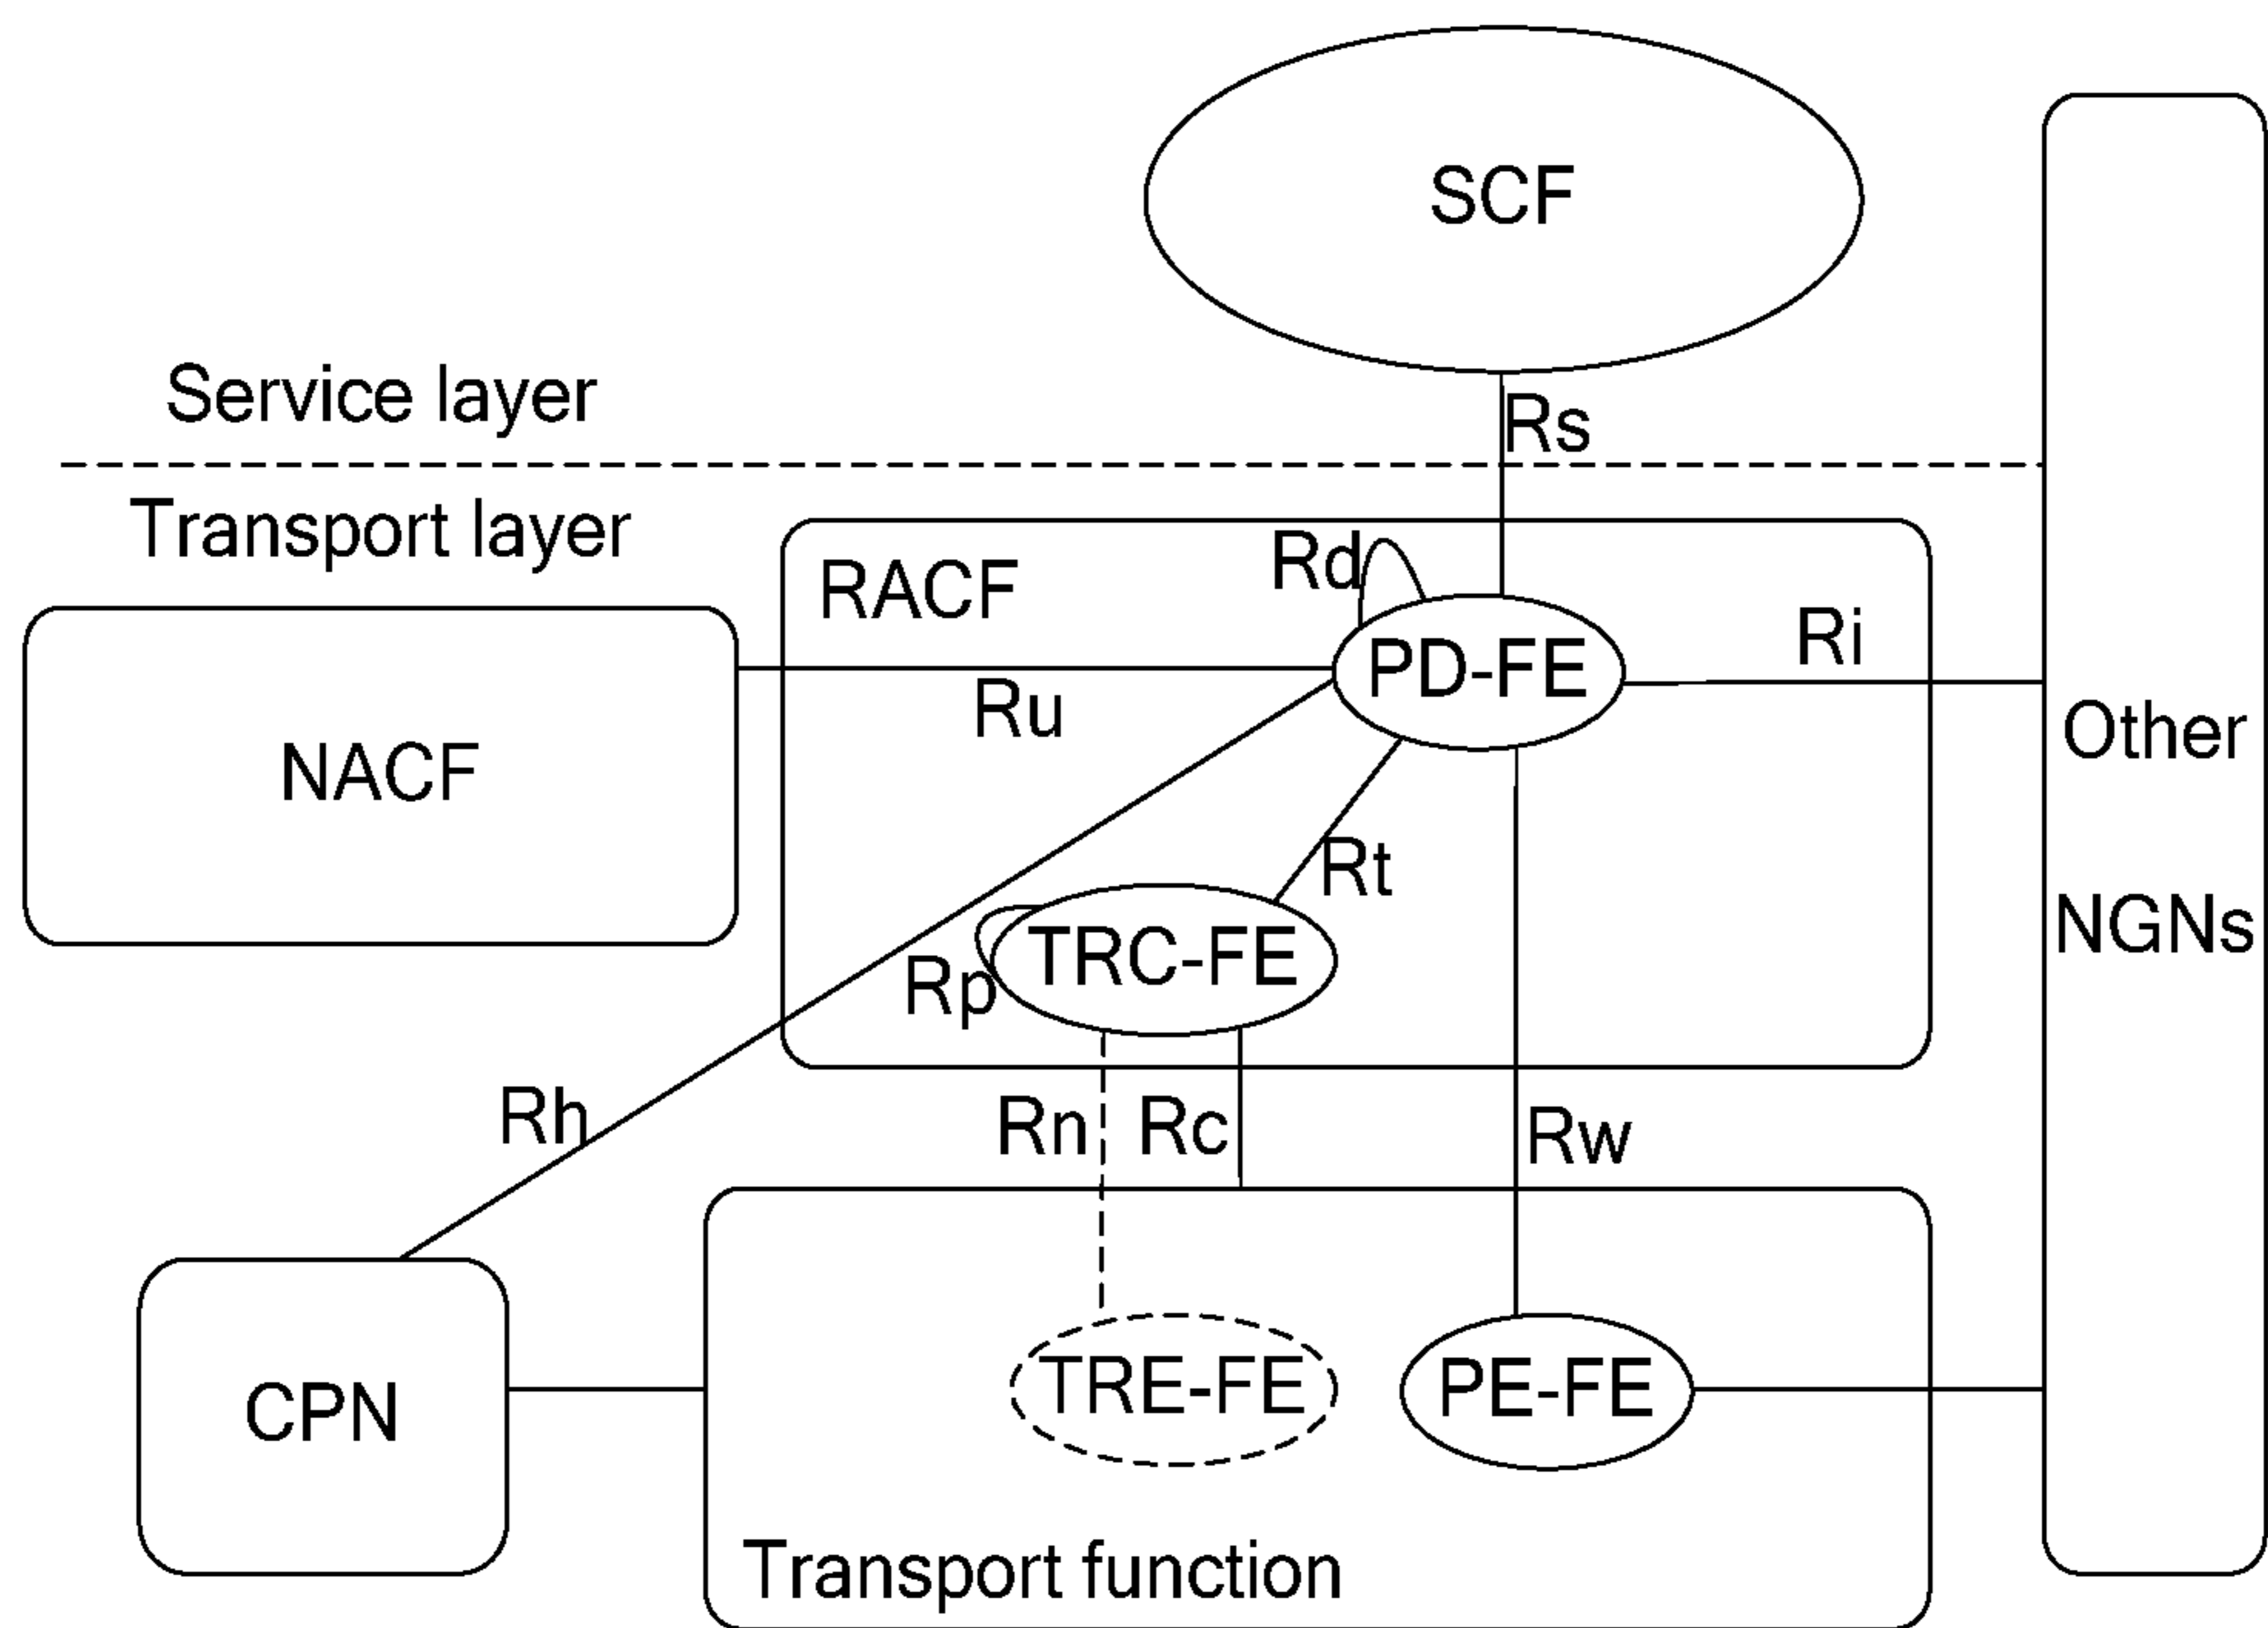 SCF
Service layer
Rs
Transport layer
RACF
Rd
PD-FE
Ri
Ru
NACF
Other
NGNs
Rt
TRC-FE
Rp
Rh
Rn
Rc
Rw
CPN
TRE-FE
PE-FE
Transport function